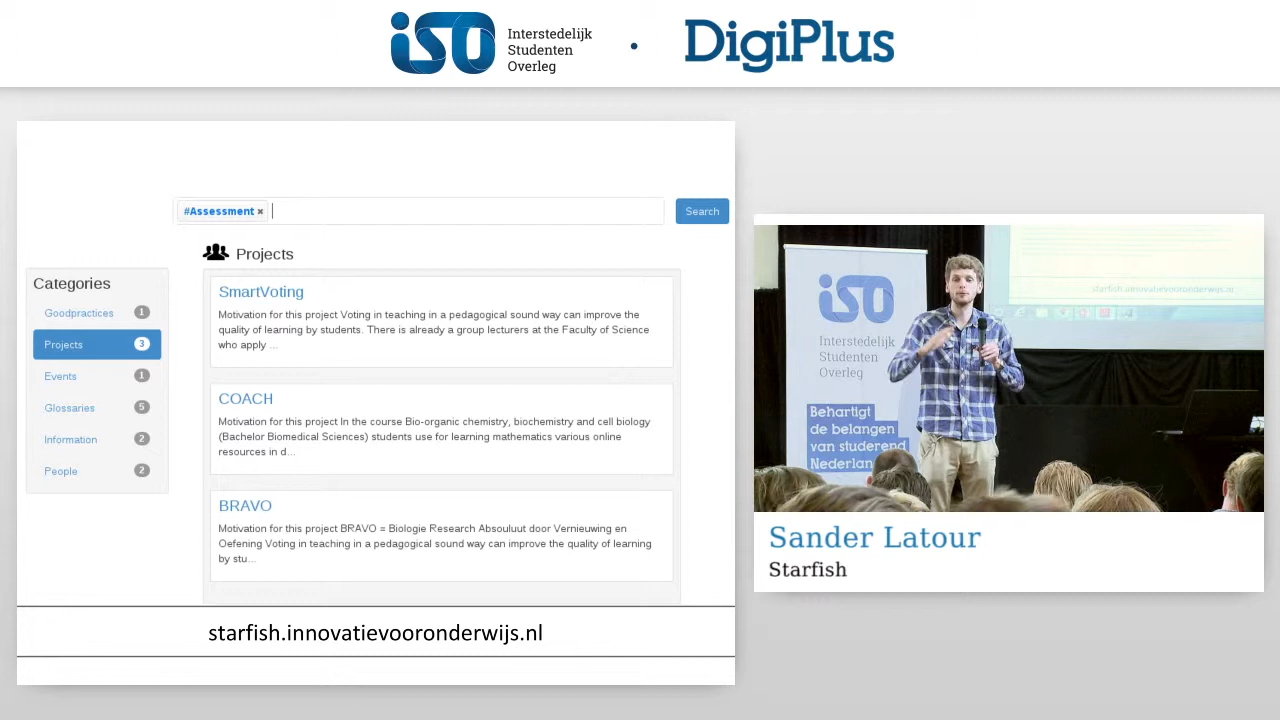 iso
Interstedelijk
Studenten
Overleg
DigiPlus
#Assessment ×
Search
Projects
Categories
Goodpractices 1
Projects 3
Events 1
Glossaries 5
Information 2
People 2
SmartVoting
Motivation for this project Voting in teaching in a pedagogical sound way can improve the
quality of learning by students. There is already a group lecturers at the Faculty of Science
who apply ...
COACH
Motivation for this project In the course Bio-organic chemistry, biochemistry and cell biology
(Bachelor Biomedical Sciences) students use for learning mathematics various online
resources in d...
BRAVO
Motivation for this project BRAVO = Biologie Research Absouluut door Vernieuwing en
Oefening Voting in teaching in a pedagogical sound way can improve the quality of learning
by stu...
starfish.innovatievooronderwijs.nl
iso
Interstedelijk
Studenten
Overleg
Behartigt
de belangen
van studerend
Nederlan
starfish.innovatievooronderwijs.nl
Sander Latour
Starfish